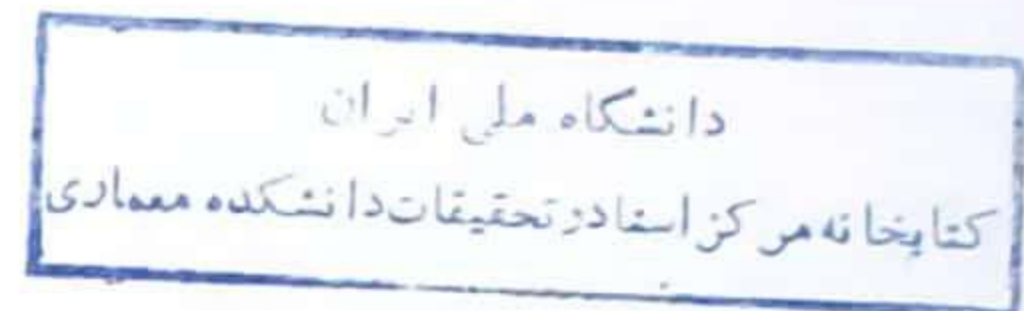 دانشگاه ملی ایران
کتابخانه مرکز اسناد و تحقیقات دانشکده معماری